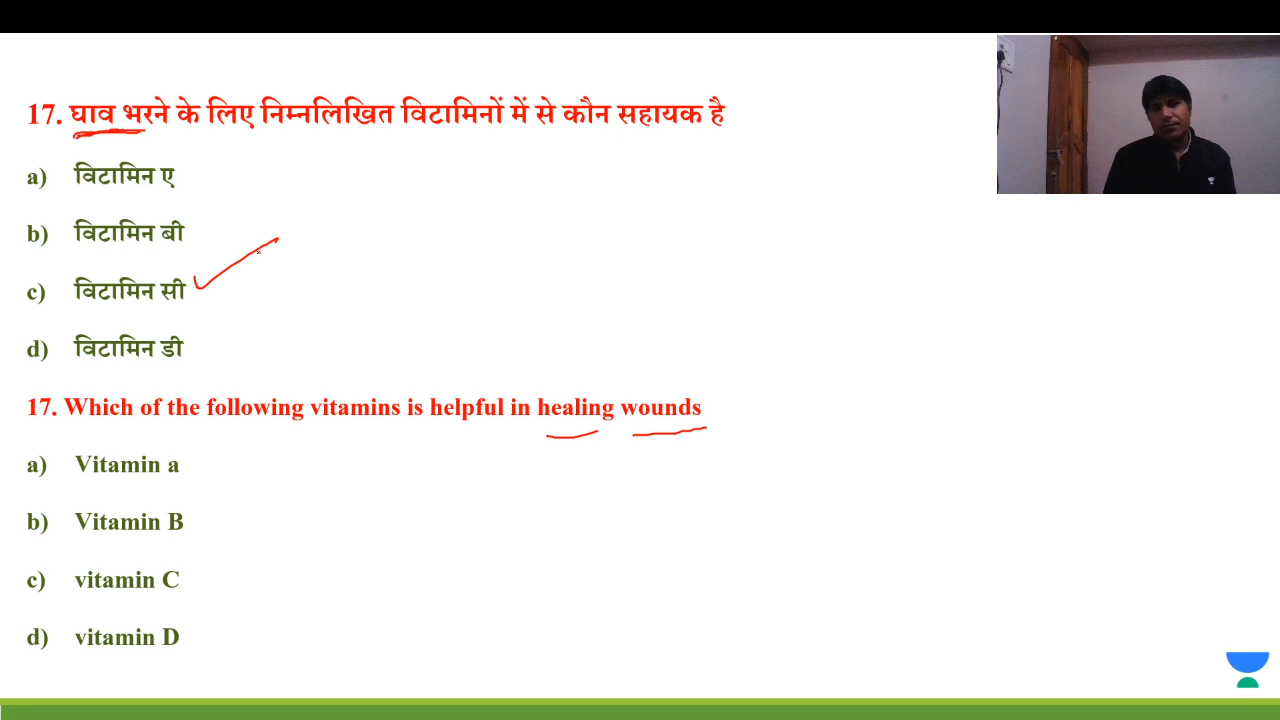 17. घाव भरने के लिए निम्नलिखित विटामिनों में से कौन सहायक है
a) विटामिन ए
b) विटामिन बी
c) विटामिन सी
d) विटामिन डी
17. Which of the following vitamins is helpful in healing wounds
a) Vitamin a
b) Vitamin B
c) vitamin C
d) vitamin D